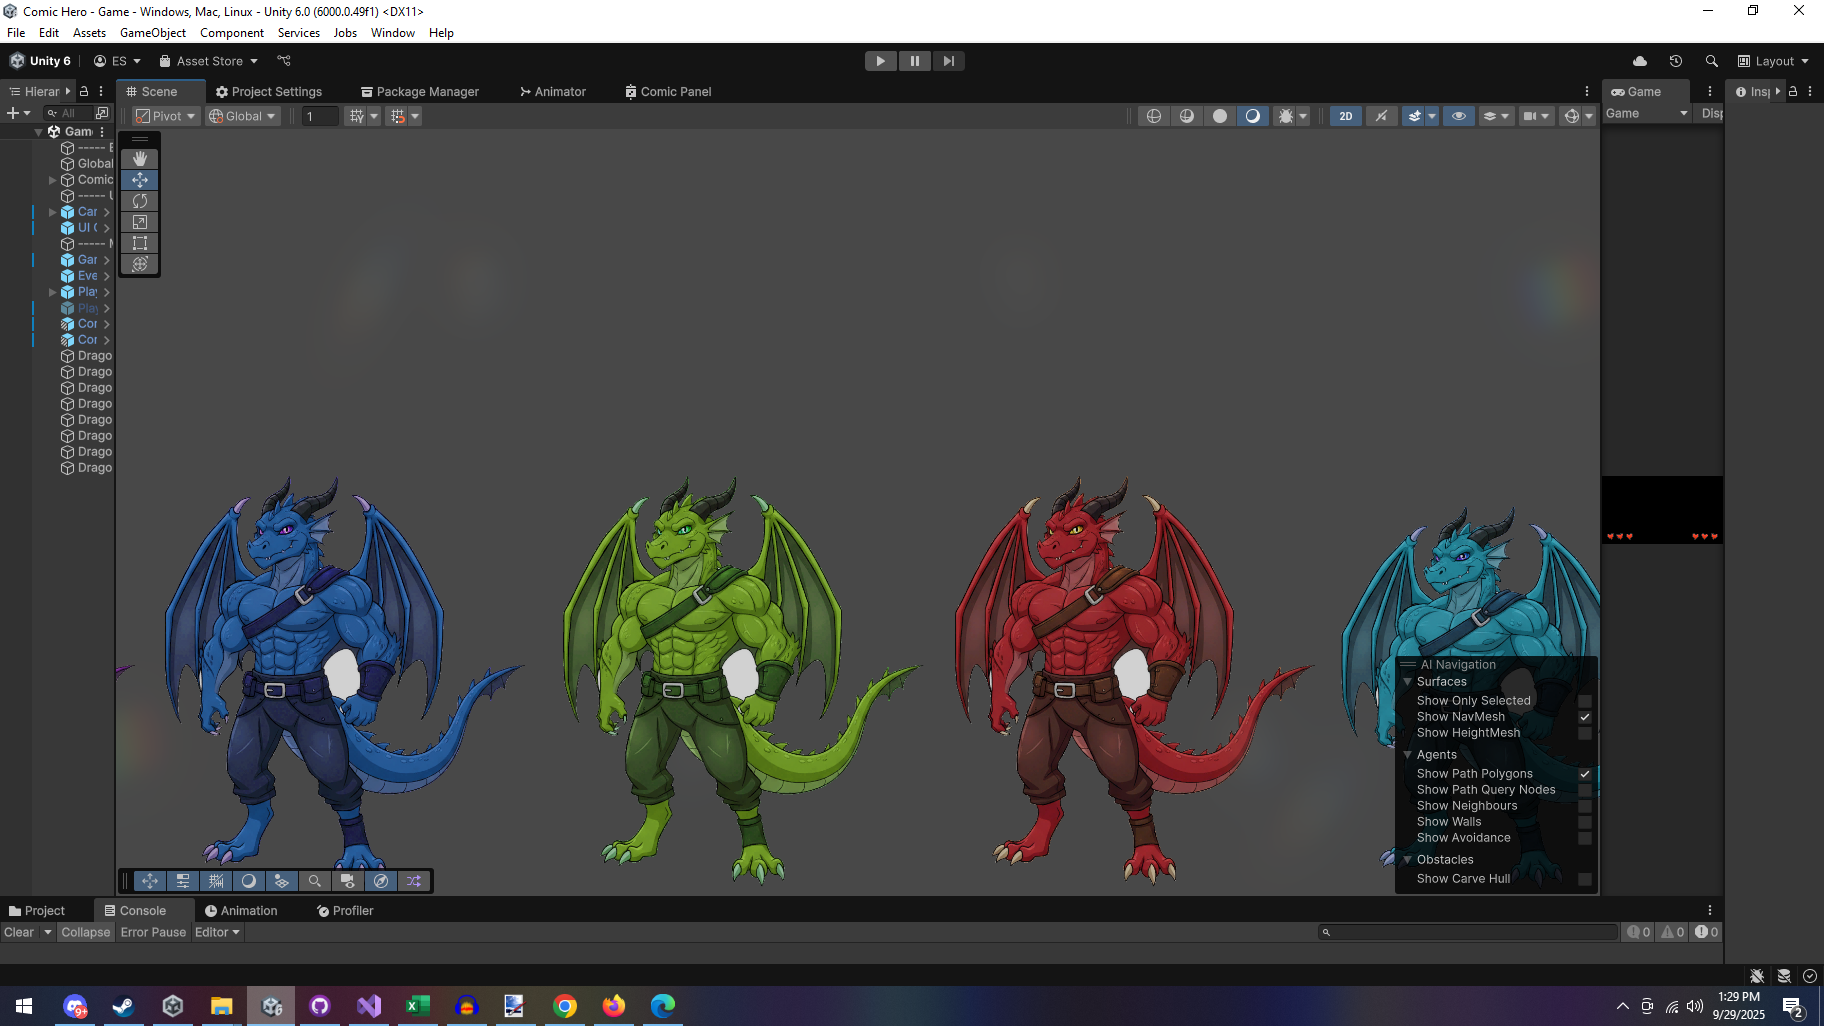 Comic Hero - Game - Windows, Mac, Linux - Unity 6.0 (6000.0.49f1) <DX11>
File Edit Assets GameObject Component Services Jobs Window Help
Unity 6 ES Asset Store Layout
Hierar Scene Project Settings Package Manager Animator Comic Panel Game Insp
All Pivot Global 1 2D Game Disp
Game
----- E
Global
Comic
----- U
Car
UI C
----- M
Gar
Eve
Play
Play
Cor
Cor
Drago
Drago
Drago
Drago
Drago
Drago
Drago
Drago
AI Navigation
Surfaces
Show Only Selected
Show NavMesh
Show HeightMesh
Agents
Show Path Polygons
Show Path Query Nodes
Show Neighbours
Show Walls
Show Avoidance
Obstacles
Show Carve Hull
Project Console Animation Profiler
Clear Collapse Error Pause Editor 0 0 0
9+ 6 1:29 PM
9/29/2025 2